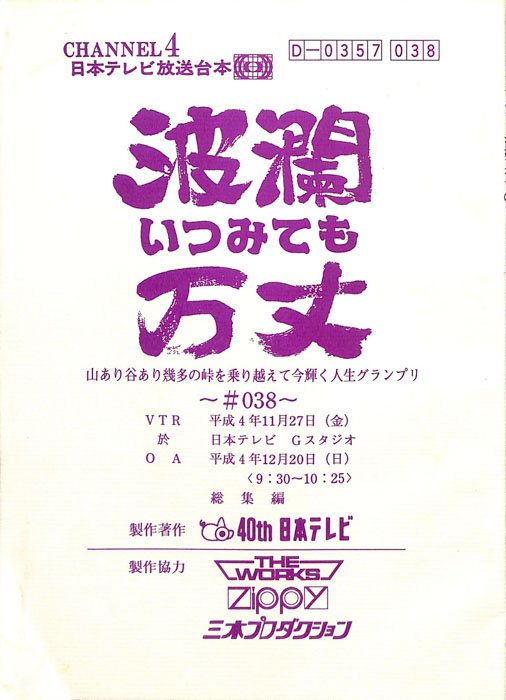 CHANNEL4
日本テレビ放送台本
D-0357 038
波瀾
いつみても
万丈
山あり谷あり幾多の峠を乗り越えて今輝く人生グランプリ
～#038～
VTR 平成4年11月27日（金）
於 日本テレビ Gスタジオ
OA 平成4年12月20日（日）
〈9:30～10:25〉
総集編
製作著作 40th 日本テレビ
製作協力 THE WORKS
Zippy
三木プロダクション